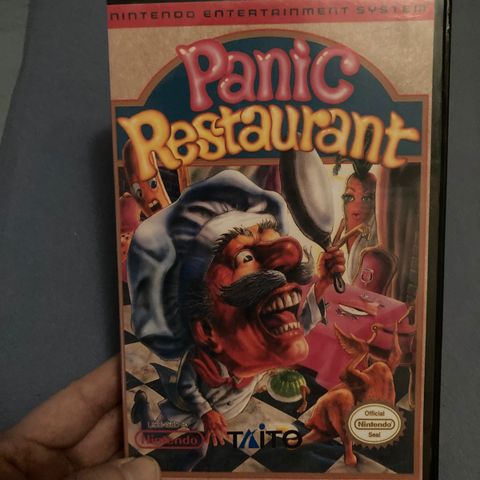 NINTENDO ENTERTAINMENT SYSTEM
Panic
Restaurant
Licensed by
Nintendo
TAITO
Official
Nintendo
Seal